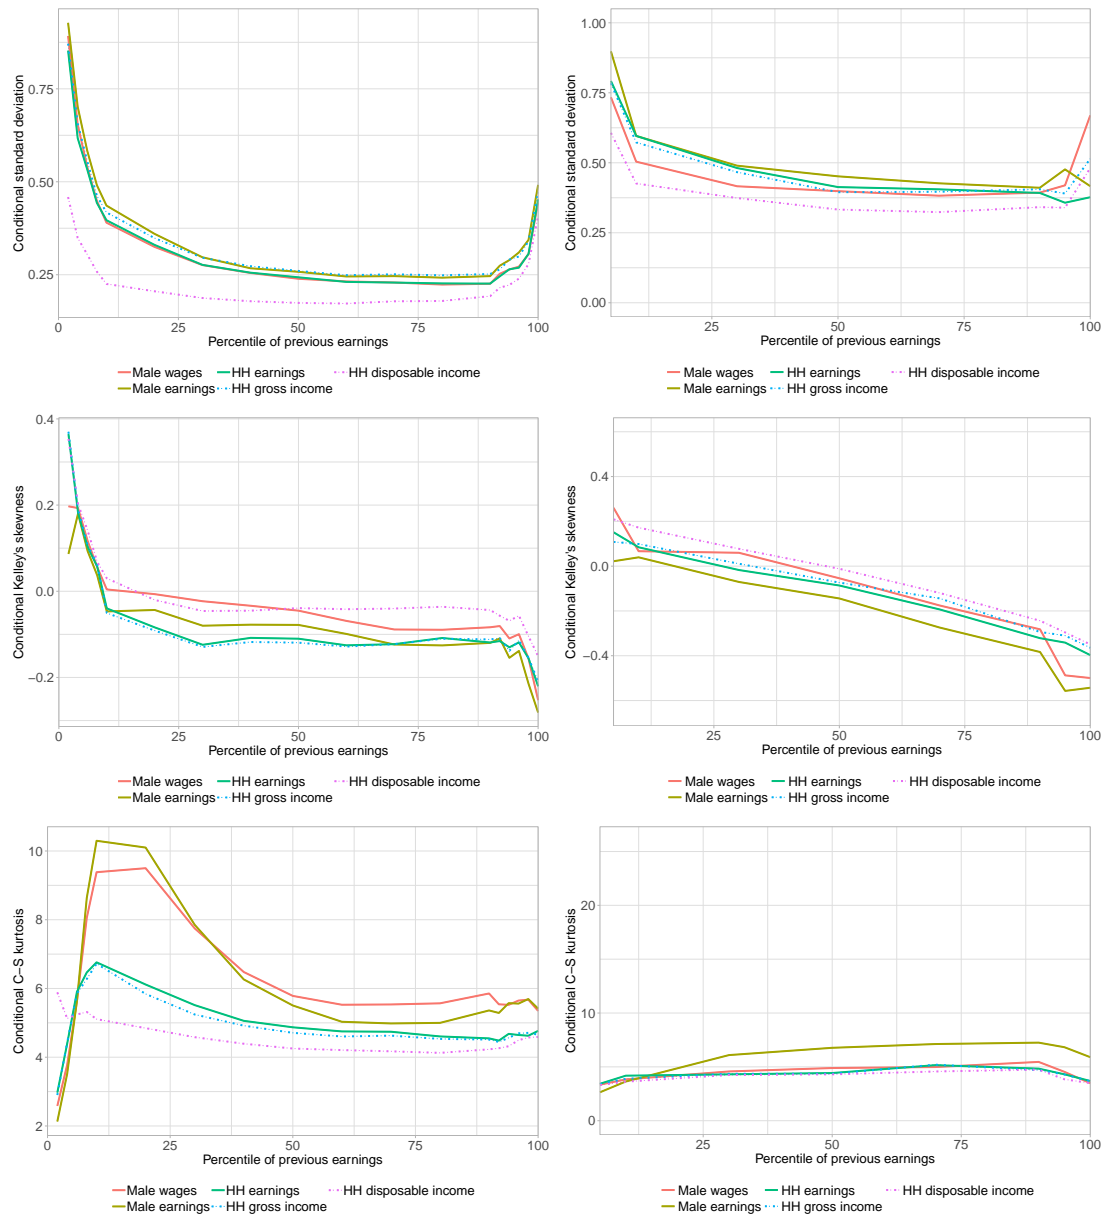 Conditional standard deviation
0.75
0.50
0.25
0
25
50
75
100
Percentile of previous earnings
Male wages
HH earnings
HH disposable income
Male earnings
HH gross income
Conditional standard deviation
1.00
0.75
0.50
0.25
0.00
25
50
75
100
Percentile of previous earnings
Male wages
HH earnings
HH disposable income
Male earnings
HH gross income
Conditional Kelley's skewness
0.4
0.2
0.0
−0.2
0
25
50
75
100
Percentile of previous earnings
Male wages
HH earnings
HH disposable income
Male earnings
HH gross income
Conditional Kelley's skewness
0.4
0.0
−0.4
25
50
75
100
Percentile of previous earnings
Male wages
HH earnings
HH disposable income
Male earnings
HH gross income
Conditional C−S kurtosis
10
8
6
4
2
0
25
50
75
100
Percentile of previous earnings
Male wages
HH earnings
HH disposable income
Male earnings
HH gross income
Conditional C−S kurtosis
20
10
0
25
50
75
100
Percentile of previous earnings
Male wages
HH earnings
HH disposable income
Male earnings
HH gross income